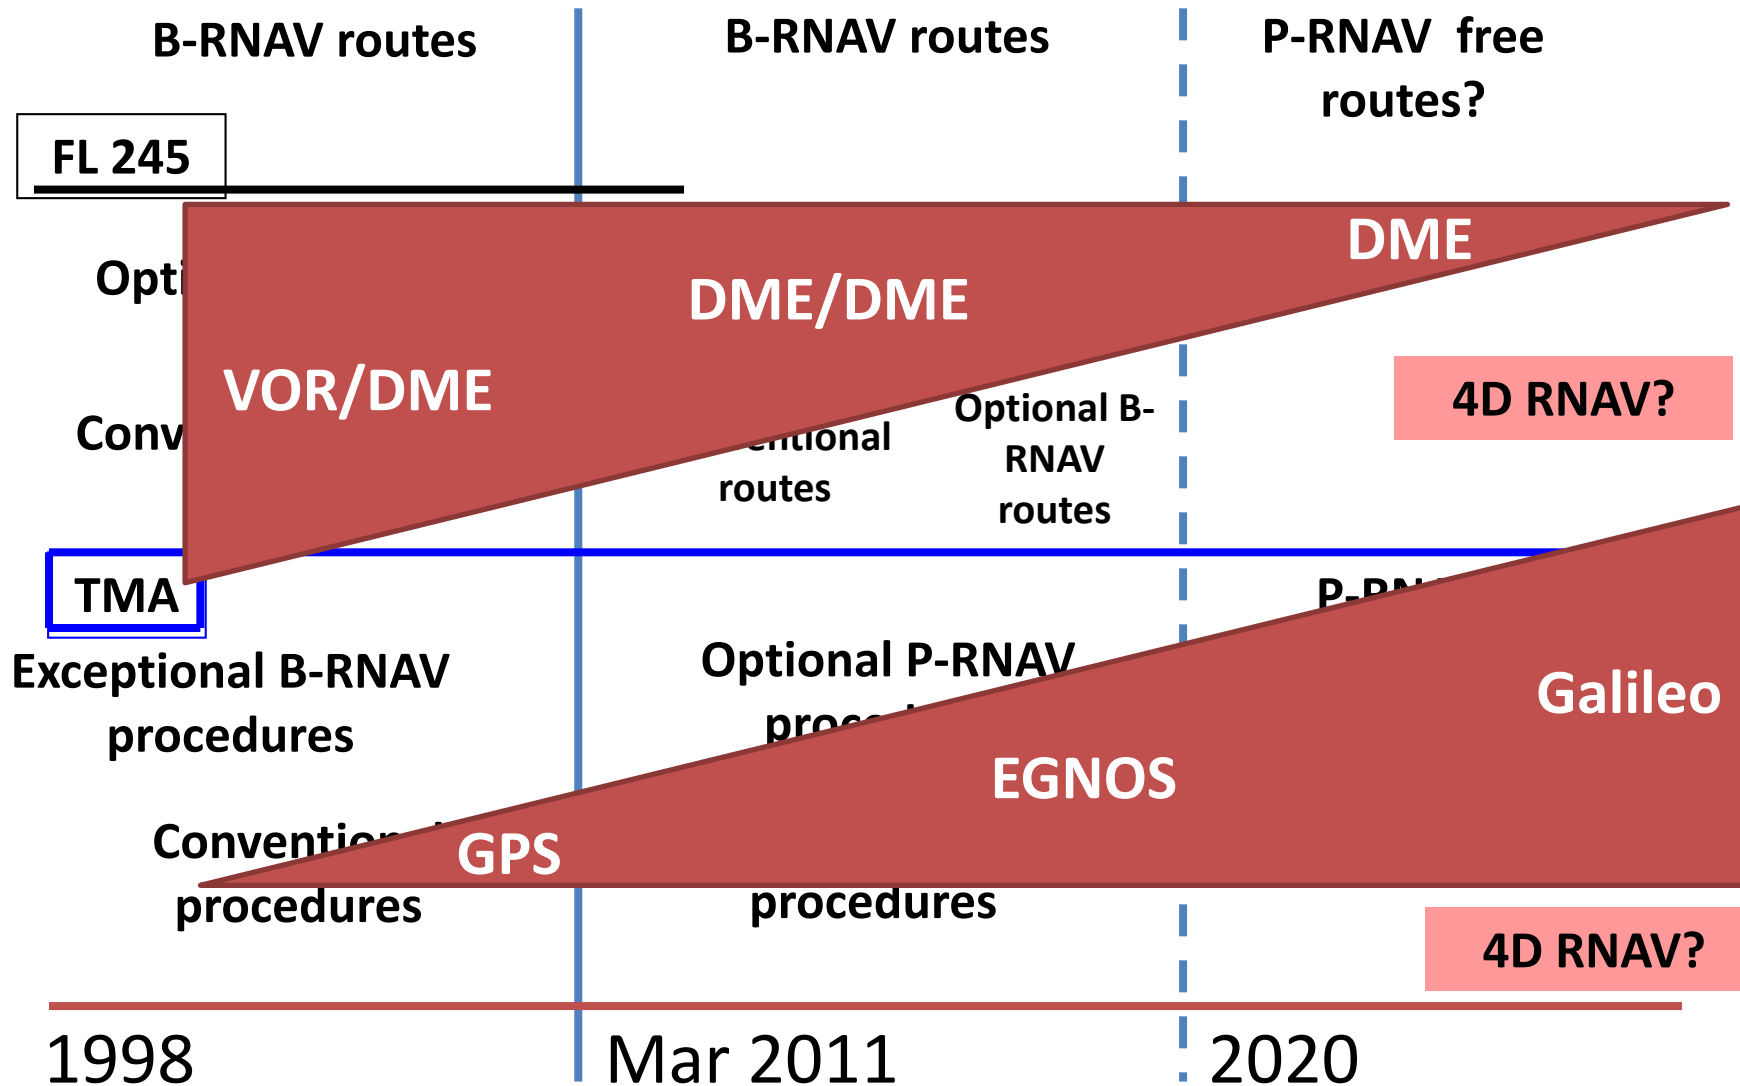 B-RNAV routes
B-RNAV routes
P-RNAV free
routes?
FL 245
DME
DME/DME
VOR/DME
4D RNAV?
Optional B-
RNAV
routes
routes
TMA
Exceptional B-RNAV
procedures
Optional P-RNAV
Galileo
EGNOS
GPS
procedures
procedures
4D RNAV?
1998
Mar 2011
2020